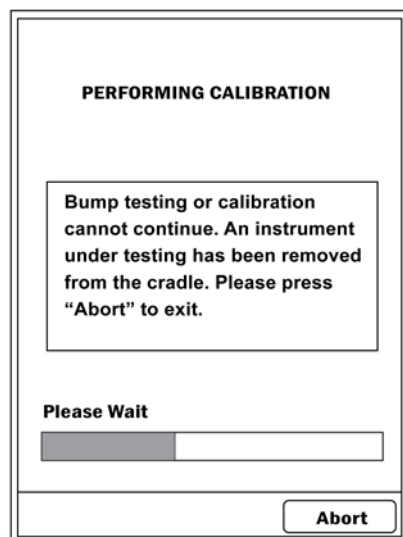 PERFORMING CALIBRATION
Bump testing or calibration
cannot continue. An instrument
under testing has been removed
from the cradle. Please press
“Abort” to exit.
Please Wait
Abort